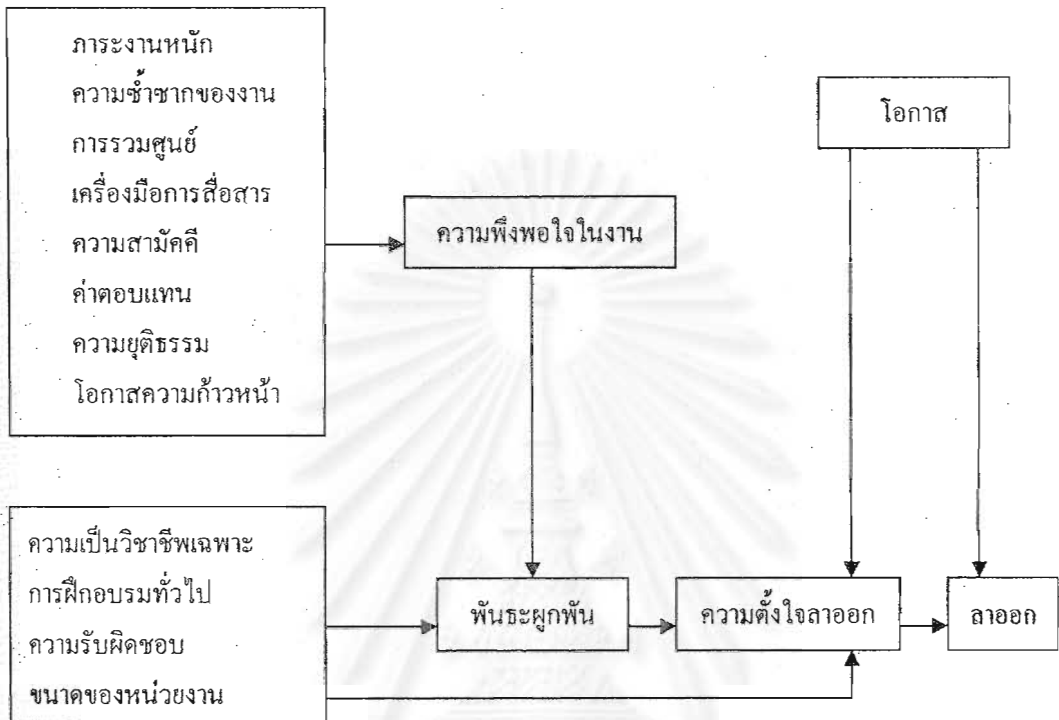 ภาระงานหนัก
ความซ้ำซากของงาน
การรวมศูนย์
เครื่องมือการสื่อสาร
ความสามัคคี
ค่าตอบแทน
ความยุติธรรม
โอกาสความก้าวหน้า
โอกาส
ความพึงพอใจในงาน
ความเป็นวิชาชีพเฉพาะ
การฝึกอบรมทั่วไป
ความรับผิดชอบ
ขนาดของหน่วยงาน
พันธะผูกพัน
ความตั้งใจลาออก
ลาออก